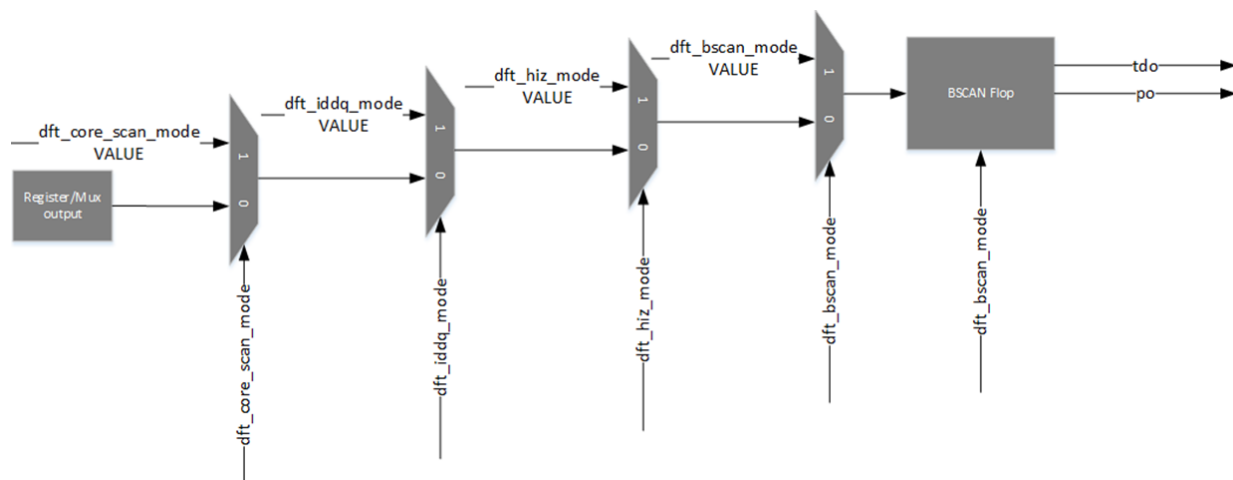 dft_core_scan_mode
VALUE
Register/Mux
output
1
0
dft_core_scan_mode
dft_iddq_mode
VALUE
1
0
dft_iddq_mode
dft_hiz_mode
VALUE
1
0
dft_hiz_mode
dft_bscan_mode
VALUE
1
0
dft_bscan_mode
BSCAN Flop
dft_bscan_mode
tdo
po